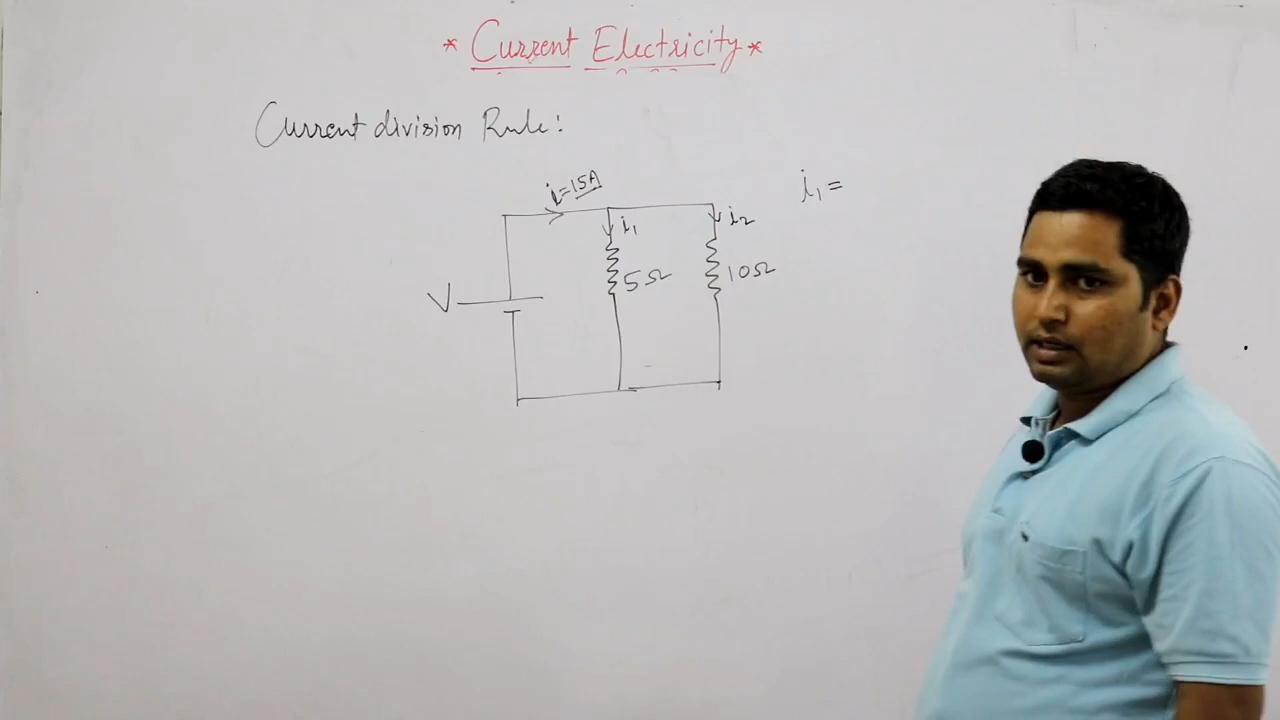 * Current Electricity *
Current division Rule:
i=15A
i₁=
i₁
i₂
V
5Ω
10Ω